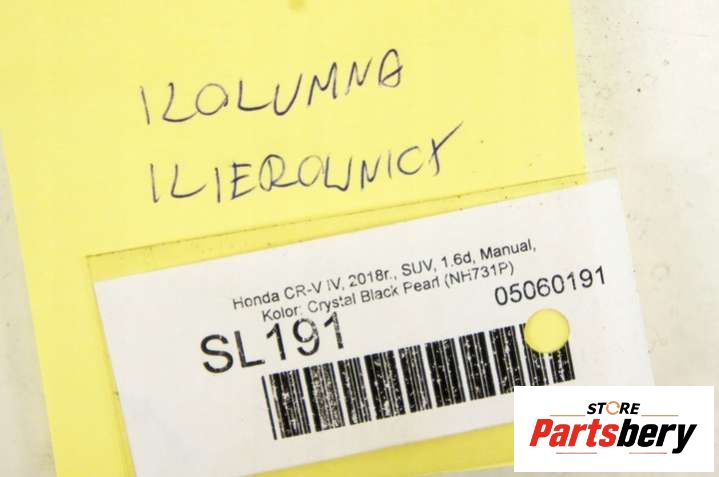 KOLUMNA
KIEROWNICY
Honda CR-V IV, 2018r., SUV, 1.6d, Manual,
Kolor: Crystal Black Pearl (NH731P)
SL191
05060191
STORE
Partsbery